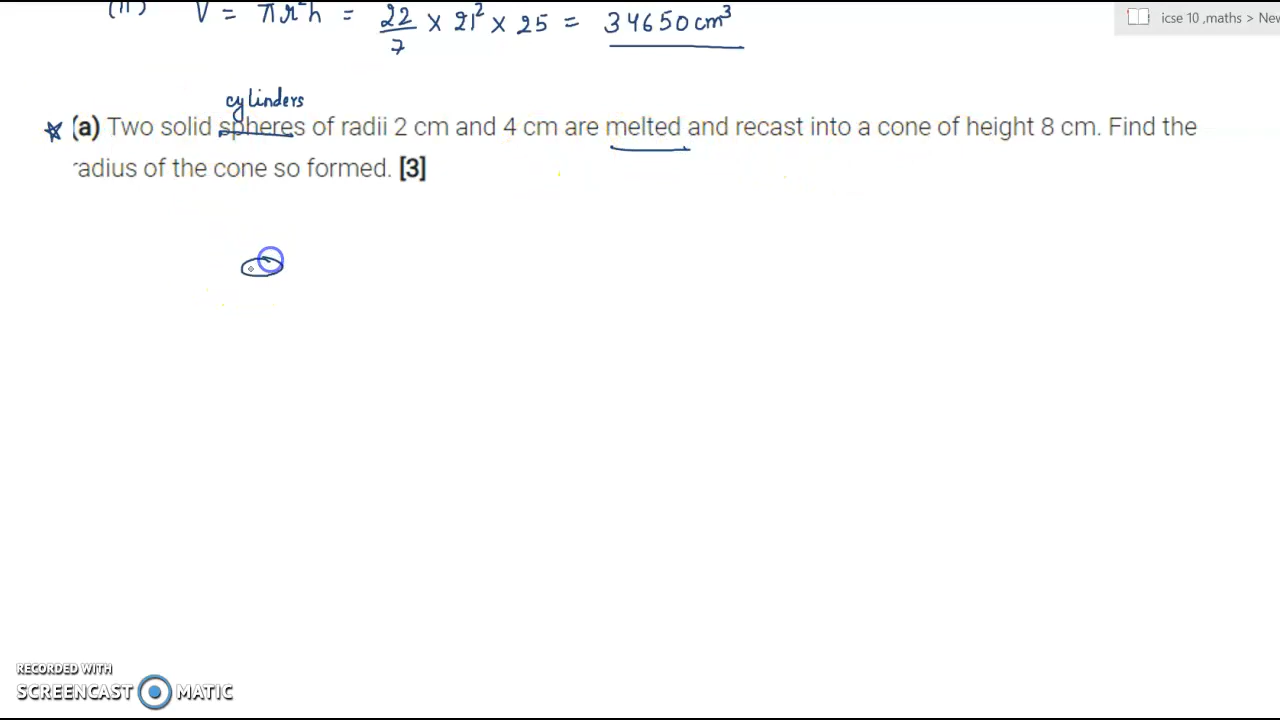 (11) V = πr²h = 22/7 × 21² × 25 = 34650 cm³
icse 10 ,maths > New
cylinders
(a) Two solid spheres of radii 2 cm and 4 cm are melted and recast into a cone of height 8 cm. Find the
radius of the cone so formed. [3]
RECORDED WITH
SCREENCAST MATIC